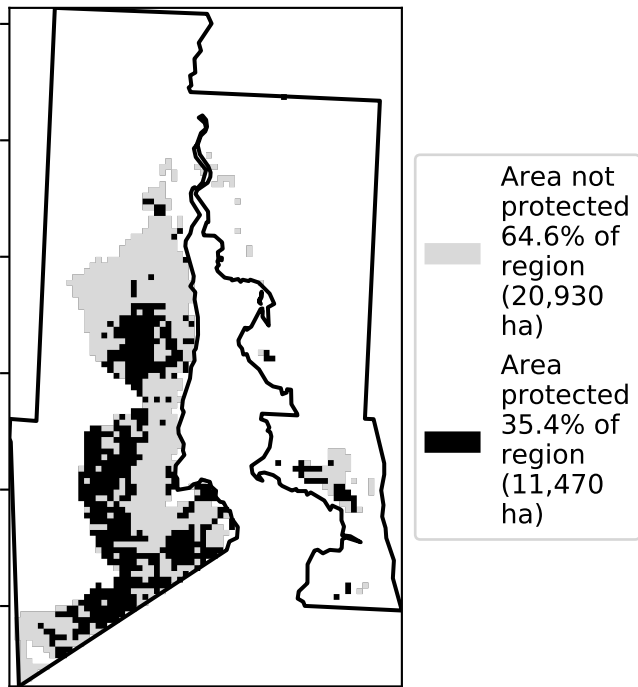 Area not
protected
64.6% of
region
(20,930
ha)
Area
protected
35.4% of
region
(11,470
ha)